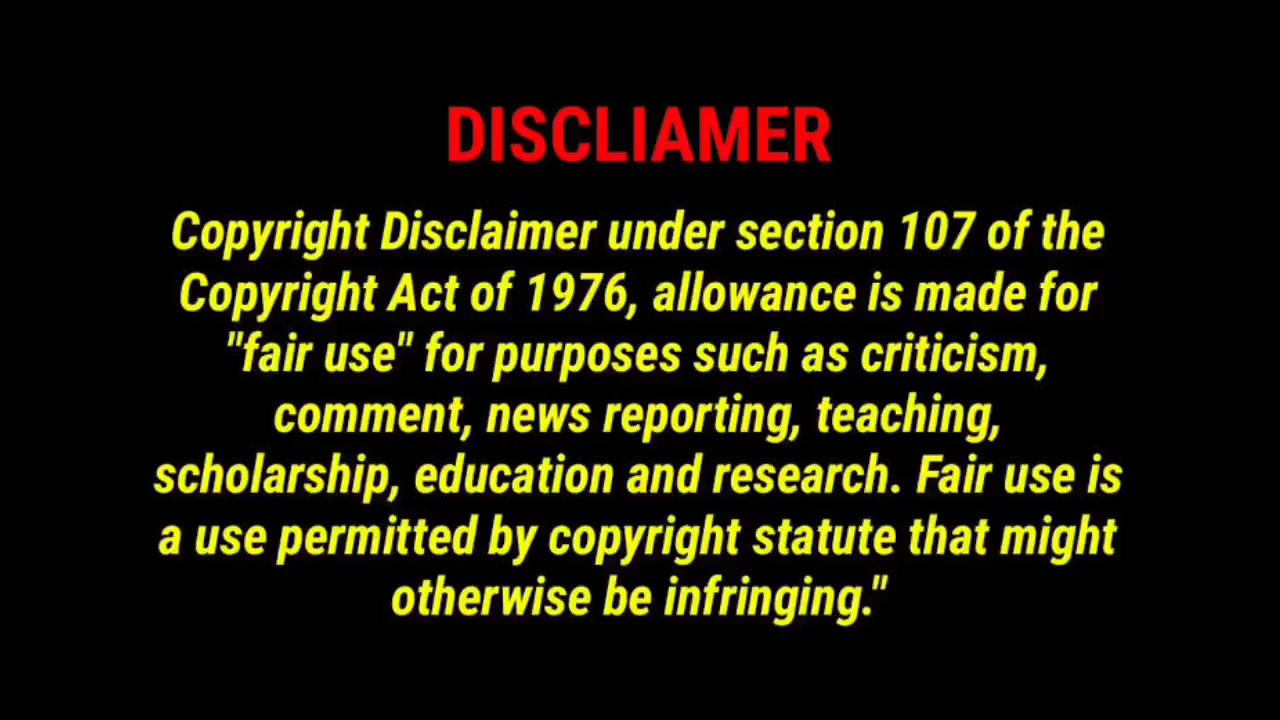 DISCLIAMER
Copyright Disclaimer under section 107 of the
Copyright Act of 1976, allowance is made for
"fair use" for purposes such as criticism,
comment, news reporting, teaching,
scholarship, education and research. Fair use is
a use permitted by copyright statute that might
otherwise be infringing."